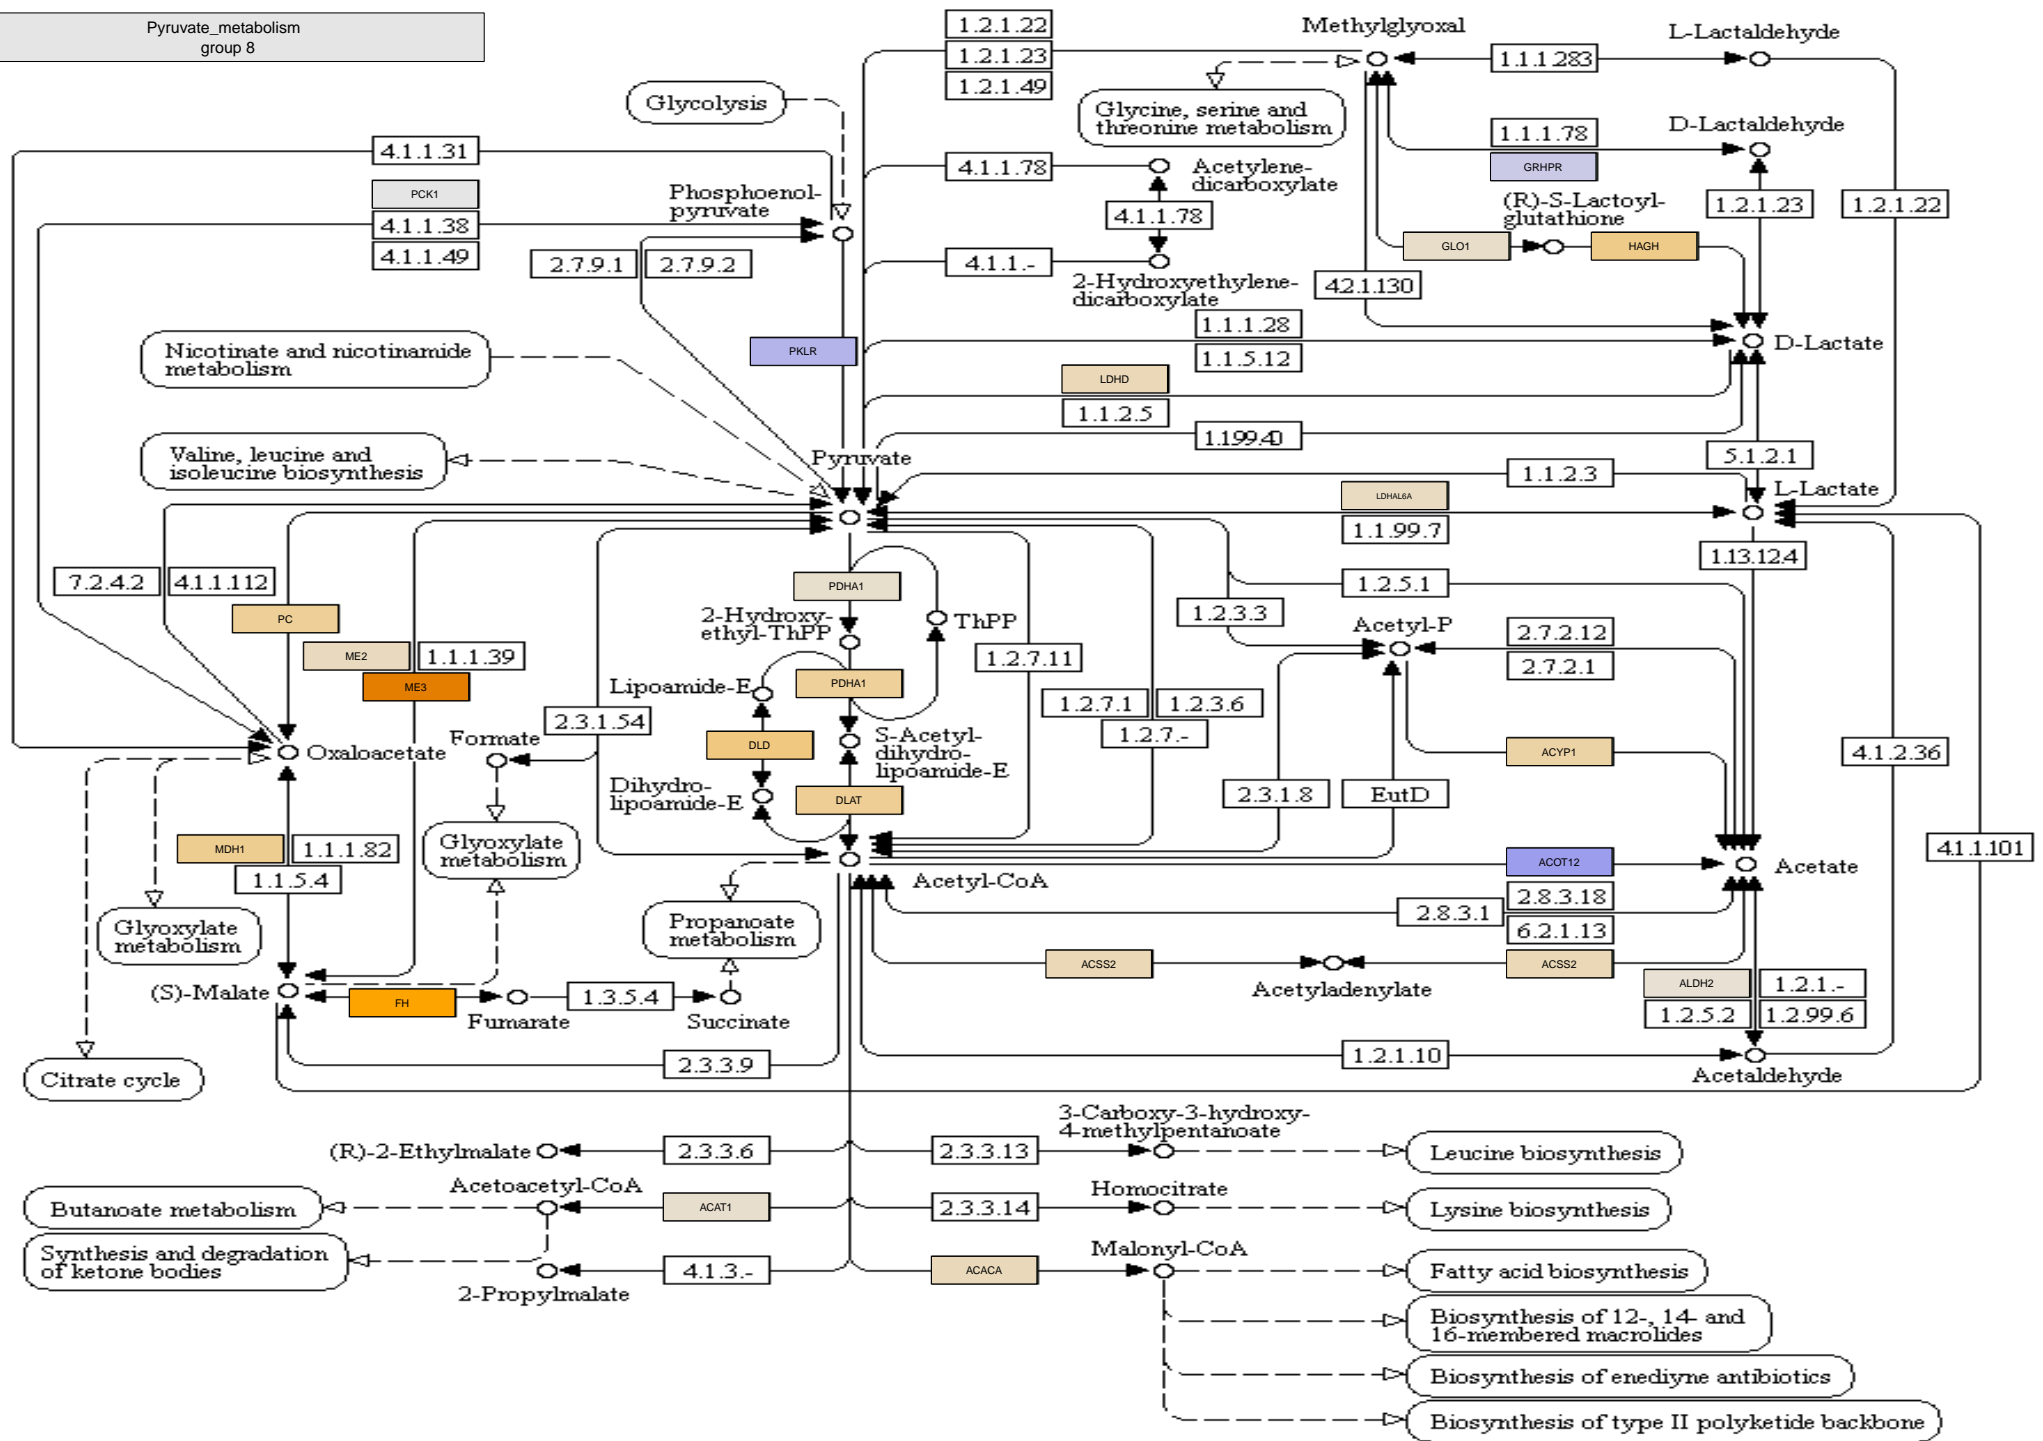 Pyruvate_metabolism
group 8
1.2.1.22
1.2.1.23
1.2.1.49
Methylglyoxal
L-Lactaldehyde
1.1.1.283
Glycolysis
Glycine, serine and
threonine metabolism
1.1.1.78
D-Lactaldehyde
GRHPR
4.1.1.31
4.1.1.78
Acetylene-
dicarboxylate
PCK1
4.1.1.38
4.1.1.49
Phosphoenol-
pyruvate
4.1.1.78
(R)-S-Lactoyl-
glutathione
1.2.1.23
1.2.1.22
GLO1
HAGH
2.7.9.1
2.7.9.2
4.1.1.-
2-Hydroxyethylene-
dicarboxylate
4.2.1.130
Nicotinate and nicotinamide
metabolism
PKLR
1.1.1.28
1.1.5.12
D-Lactate
LDHD
1.1.2.5
1.199.40
Valine, leucine and
isoleucine biosynthesis
Pyruvate
5.1.2.1
1.1.2.3
L-Lactate
LDHAL6A
1.1.99.7
1.13.12.4
7.2.4.2
4.1.1.112
PC
PDHA1
1.2.5.1
1.2.3.3
2-Hydroxy-
ethyl-ThPP
ThPP
Acetyl-P
2.7.2.12
2.7.2.1
ME2
1.1.1.39
ME3
1.2.7.11
Lipoamide-E
PDHA1
2.3.1.54
1.2.7.1
1.2.3.6
1.2.7.-
Oxaloacetate
Formate
DLD
S-Acetyl-
dihydro-
lipoamide-E
ACYP1
4.1.2.36
Dihydro-
lipoamide-E
DLAT
2.3.1.8
EutD
MDH1
1.1.1.82
1.1.5.4
Glyoxylate
metabolism
4.1.1.101
Acetyl-CoA
ACOT12
Acetate
2.8.3.18
2.8.3.1
6.2.1.13
Glyoxylate
metabolism
Propanoate
metabolism
ACSS2
ACSS2
Acetyladenylate
(S)-Malate
FH
Fumarate
1.3.5.4
Succinate
ALDH2
1.2.1.-
1.2.5.2
1.2.99.6
Citrate cycle
2.3.3.9
1.2.1.10
Acetaldehyde
(R)-2-Ethylmalate
2.3.3.6
2.3.3.13
3-Carboxy-3-hydroxy-
4-methylpentanoate
Leucine biosynthesis
Acetoacetyl-CoA
Butanoate metabolism
ACAT1
2.3.3.14
Homocitrate
Lysine biosynthesis
Synthesis and degradation
of ketone bodies
4.1.3.-
2-Propylmalate
ACACA
Malonyl-CoA
Fatty acid biosynthesis
Biosynthesis of 12-, 14- and
16-membered macrolides
Biosynthesis of enediyne antibiotics
Biosynthesis of type II polyketide backbone